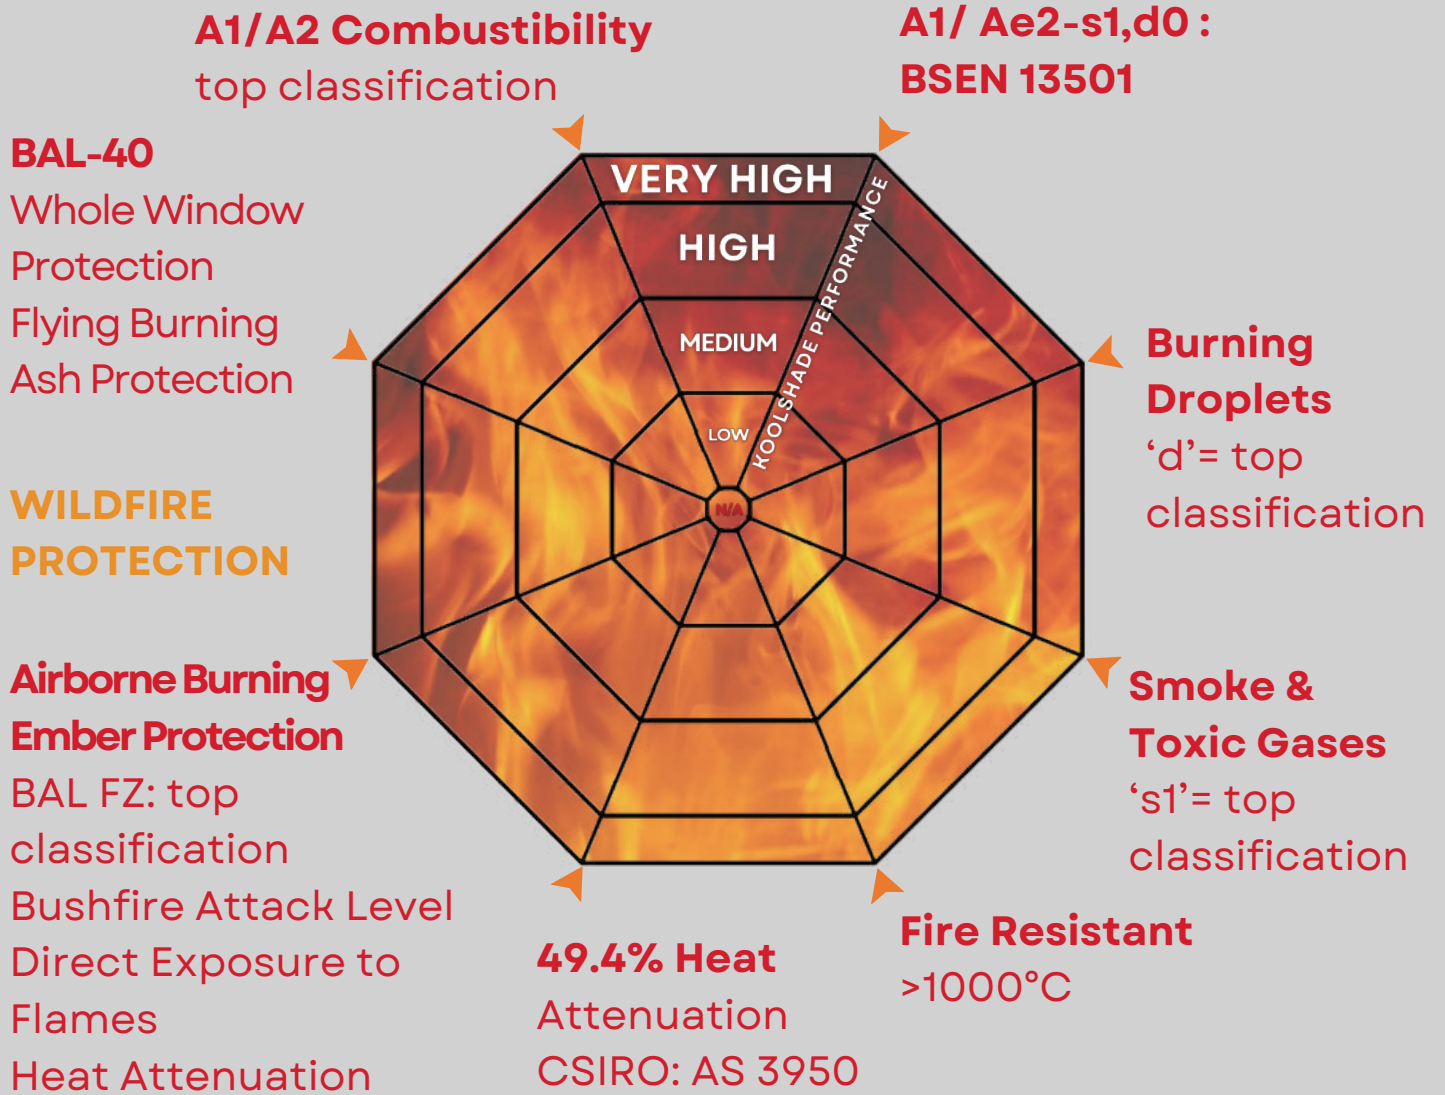 A1/A2 Combustibility
top classification
A1/ Ae2-s1,d0 :
BSEN 13501
BAL-40
Whole Window
Protection
Flying Burning
Ash Protection
VERY HIGH
HIGH
MEDIUM
LOW
N/A
KOOLSHADE PERFORMANCE
Burning
Droplets
‘d’= top
classification
WILDFIRE
PROTECTION
Airborne Burning
Ember Protection
BAL FZ: top
classification
Bushfire Attack Level
Direct Exposure to
Flames
Heat Attenuation
Smoke &
Toxic Gases
‘s1’= top
classification
49.4% Heat
Attenuation
CSIRO: AS 3950
Fire Resistant
>1000°C